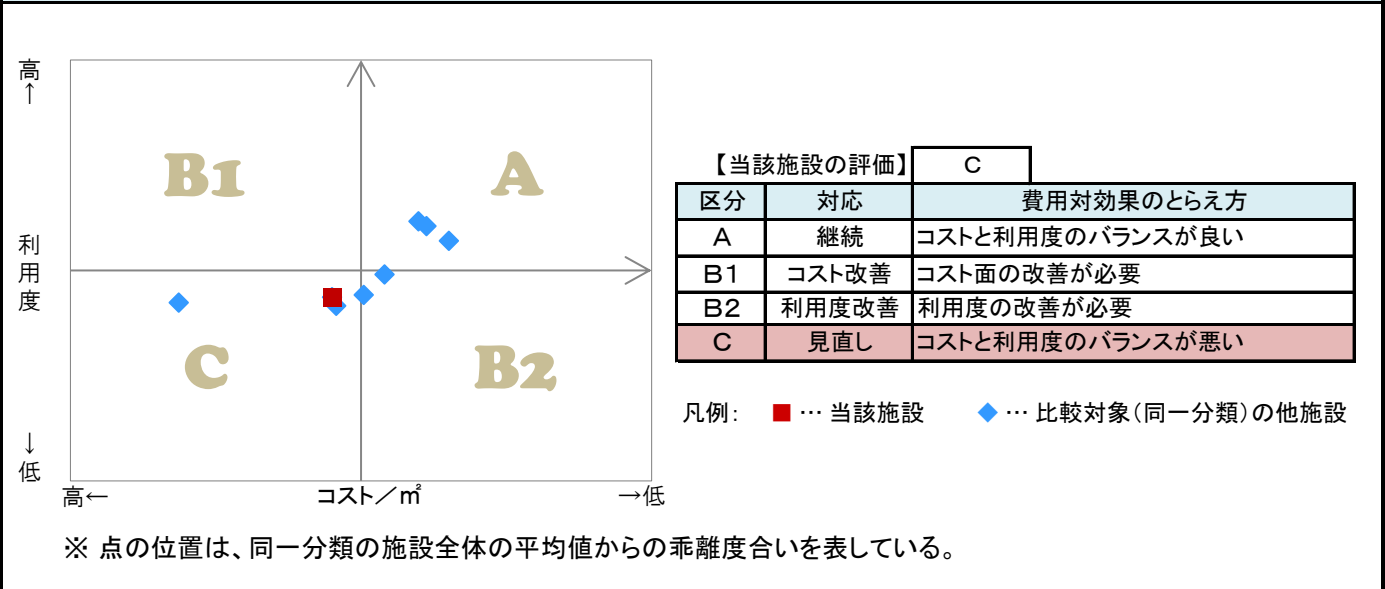 高
↑
利
用
度
↓
低
B1
A
C
B2
高←
コスト／㎡
→低
【当該施設の評価】 C
区分 対応 費用対効果のとらえ方
A 継続 コストと利用度のバランスが良い
B1 コスト改善 コスト面の改善が必要
B2 利用度改善 利用度の改善が必要
C 見直し コストと利用度のバランスが悪い
凡例： ■ … 当該施設 ◆ … 比較対象（同一分類）の他施設
※ 点の位置は、同一分類の施設全体の平均値からの乖離度合いを表している。